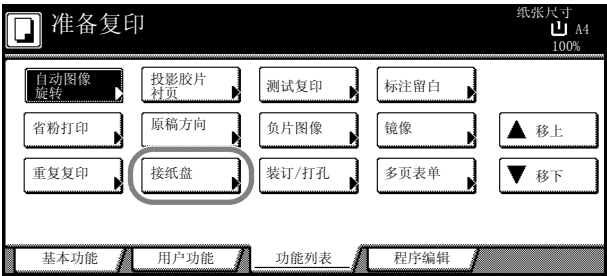 准备复印
纸张尺寸
A4
100%
自动图像
旋转
投影胶片
衬页
测试复印
标注留白
省粉打印
原稿方向
负片图像
镜像
移上
重复复印
接纸盘
装订/打孔
多页表单
移下
基本功能
用户功能
功能列表
程序编辑